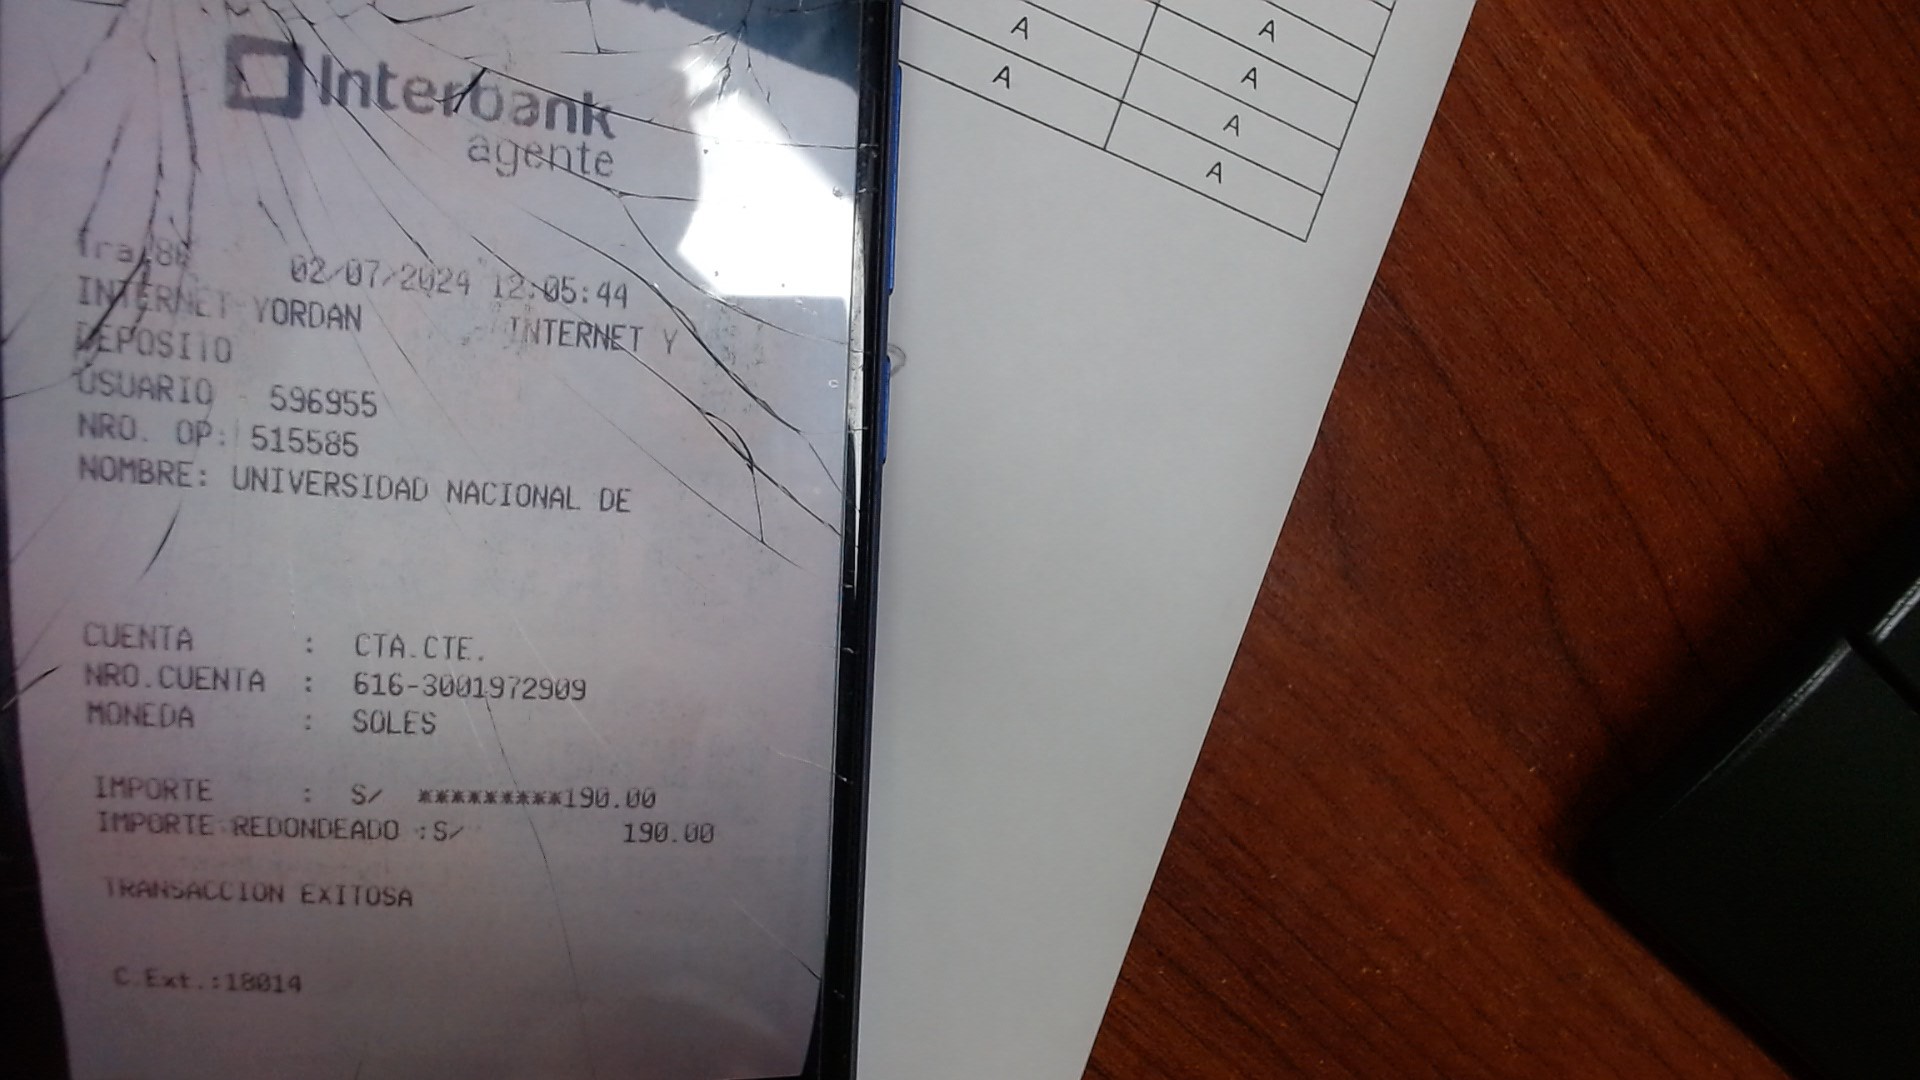 Interbank
agente
Tra.86 02/07/2024 12:05:44
INTERNET YORDAN INTERNET Y
DEPOSITO
USUARIO 596955
NRO. OP: 515585
NOMBRE: UNIVERSIDAD NACIONAL DE
CUENTA : CTA.CTE.
NRO.CUENTA : 616-3001972909
MONEDA : SOLES
IMPORTE : S/ *********190.00
IMPORTE REDONDEADO :S/ 190.00
TRANSACCION EXITOSA
C.Ext.:18014
A A
A A
A
A